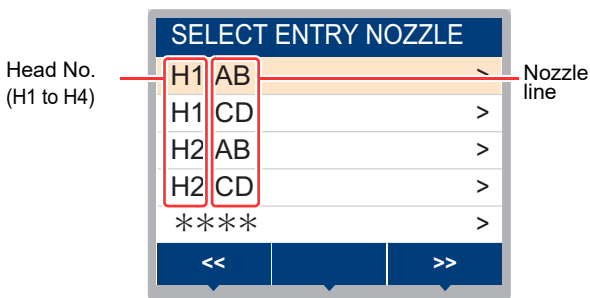 SELECT ENTRY NOZZLE
Head No.
(H1 to H4)
H1 AB >
Nozzle
line
H1 CD >
H2 AB >
H2 CD >
**** >
<< >>